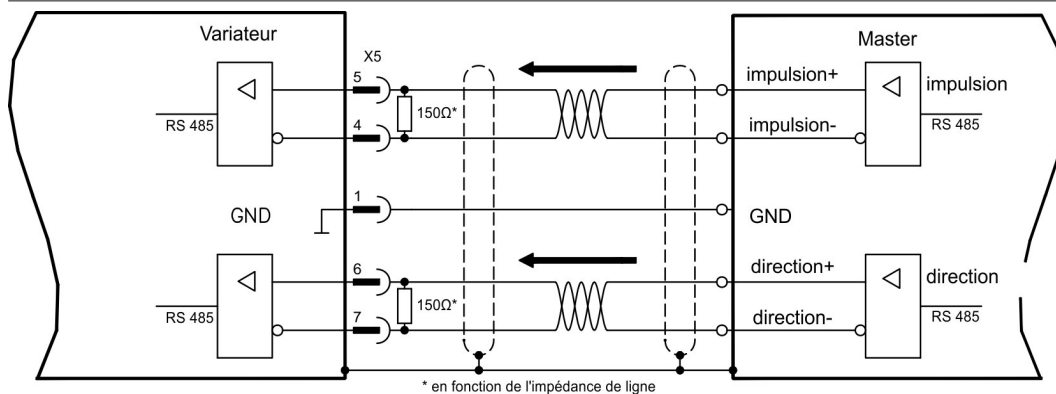 Variateur
X5
Master
5
impulsion+
impulsion
150Ω*
RS 485
4
impulsion-
RS 485
1
GND
GND
6
direction+
direction
150Ω*
RS 485
7
direction-
RS 485
* en fonction de l'impédance de ligne